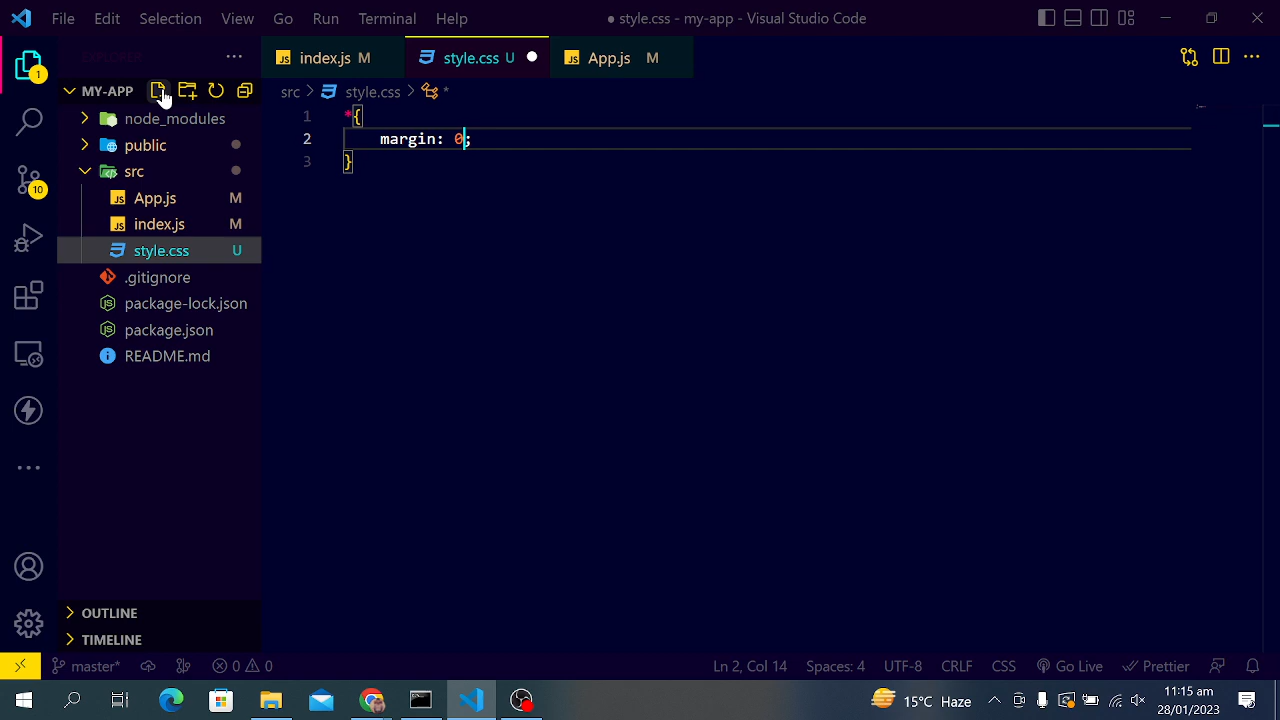 File Edit Selection View Go Run Terminal Help
● style.css - my-app - Visual Studio Code
EXPLORER
index.js M
style.css U
App.js M
1
MY-APP
src > style.css > *
node_modules
public
src
App.js M
index.js M
style.css U
.gitignore
package-lock.json
package.json
README.md
1 *{
2 margin: 0;
3 }
10
OUTLINE
TIMELINE
master* 0 0
Ln 2, Col 14 Spaces: 4 UTF-8 CRLF CSS Go Live Prettier
15°C Haze
11:15 am
28/01/2023